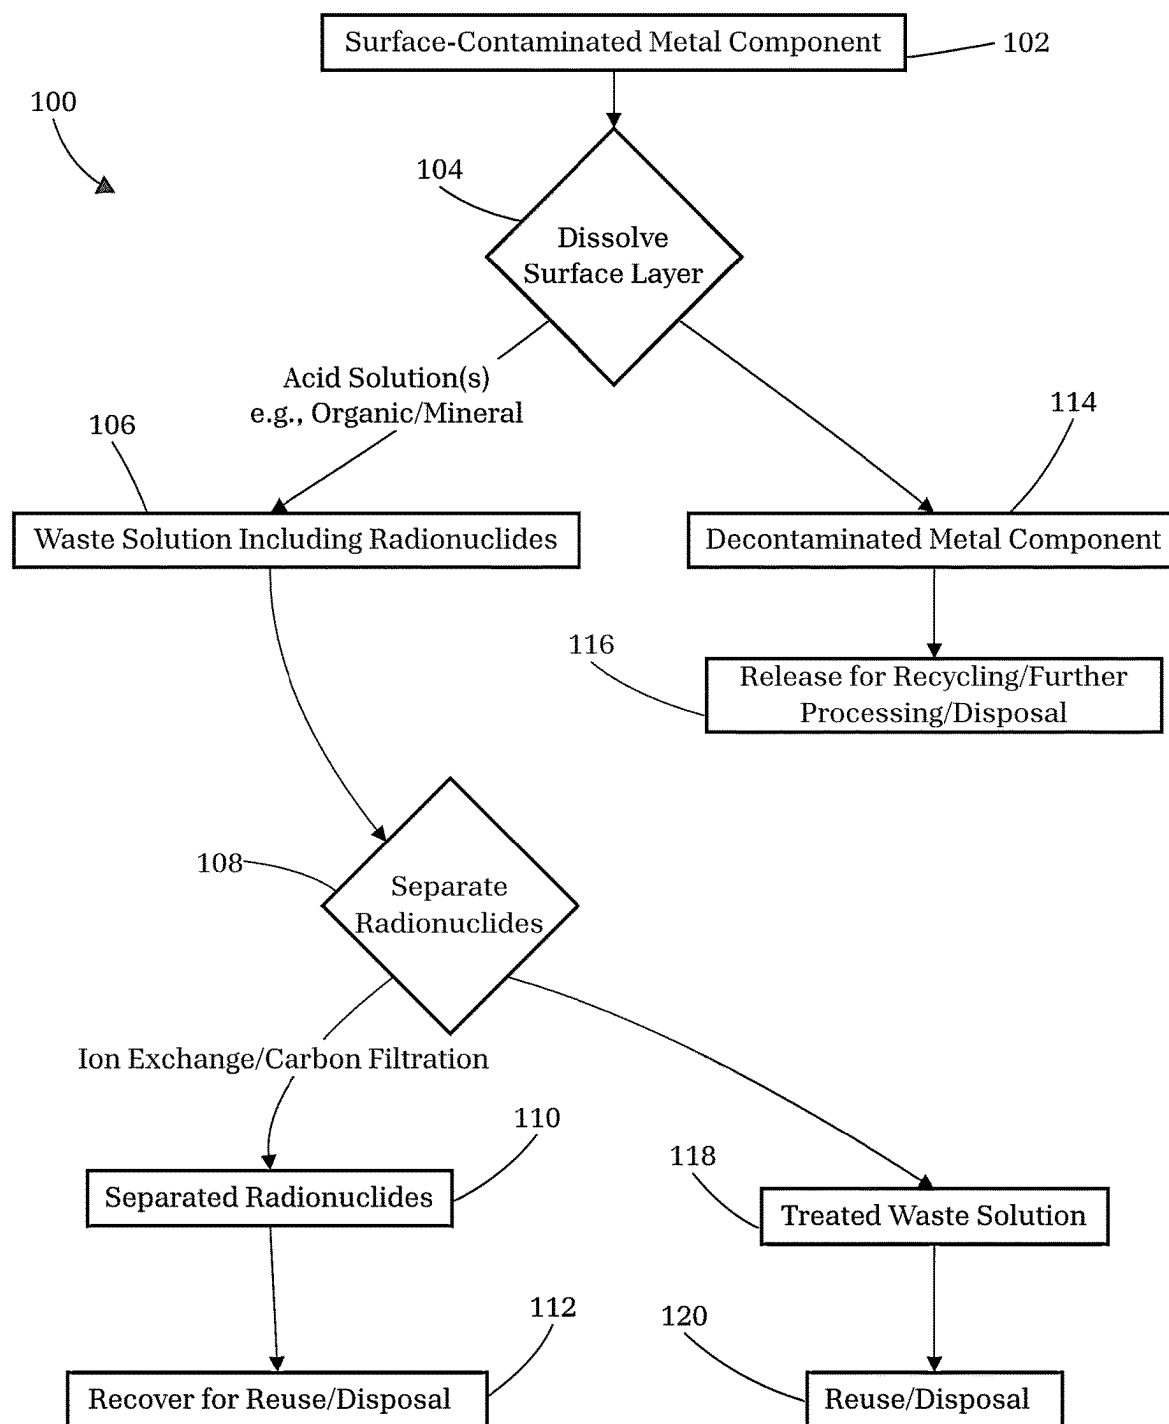 Surface-Contaminated Metal Component
102
100
104
Dissolve
Surface Layer
Acid Solution(s)
e.g., Organic/Mineral
106
114
Waste Solution Including Radionuclides
Decontaminated Metal Component
116
Release for Recycling/Further
Processing/Disposal
108
Separate
Radionuclides
Ion Exchange/Carbon Filtration
110
118
Separated Radionuclides
Treated Waste Solution
112
120
Recover for Reuse/Disposal
Reuse/Disposal